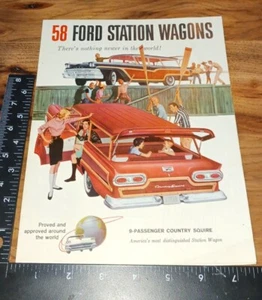 58 FORD STATION WAGONS
There's nothing newer in the world!
Proved and
approved around
the world
9-PASSENGER COUNTRY SQUIRE
America's most distinguished Station Wagon